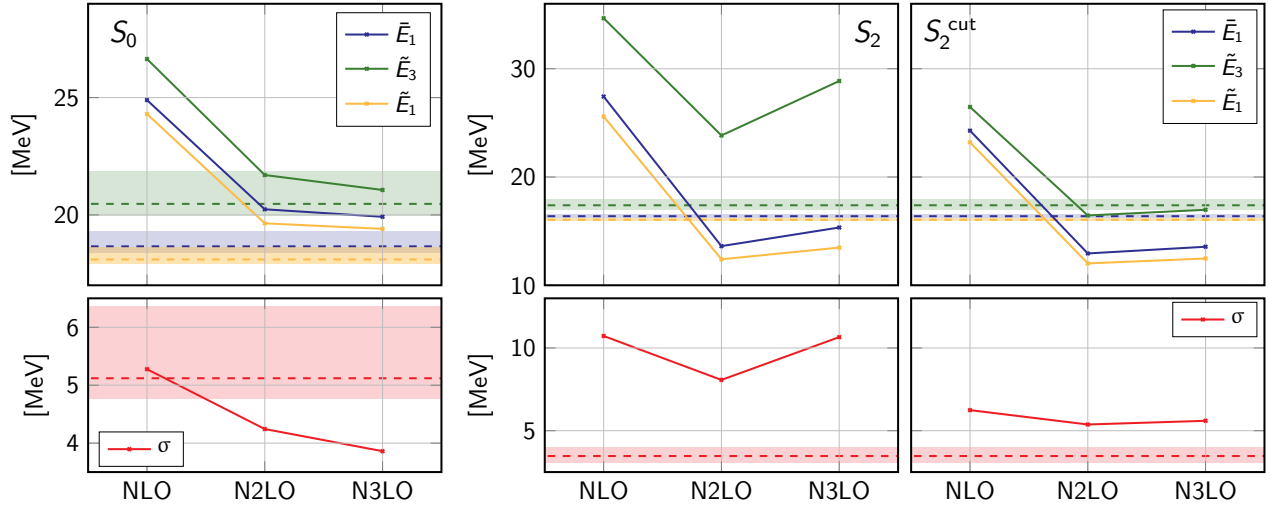 S₀
Ē₁
Ẽ₃
Ẽ₁
25
20
[MeV]
S₂
30
20
10
[MeV]
S₂ᶜᵘᵗ
Ē₁
Ẽ₃
Ẽ₁
6
5
4
[MeV]
σ
NLO N2LO N3LO
10
5
[MeV]
NLO N2LO N3LO
σ
NLO N2LO N3LO